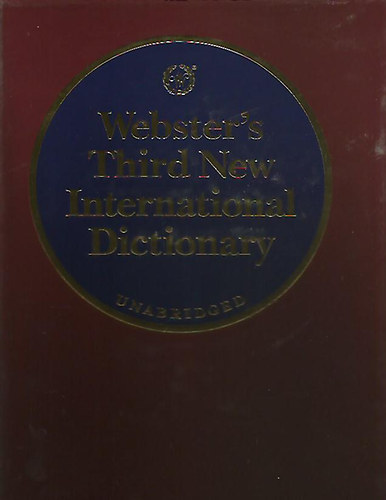 Webster's
Third New
International
Dictionary
UNABRIDGED